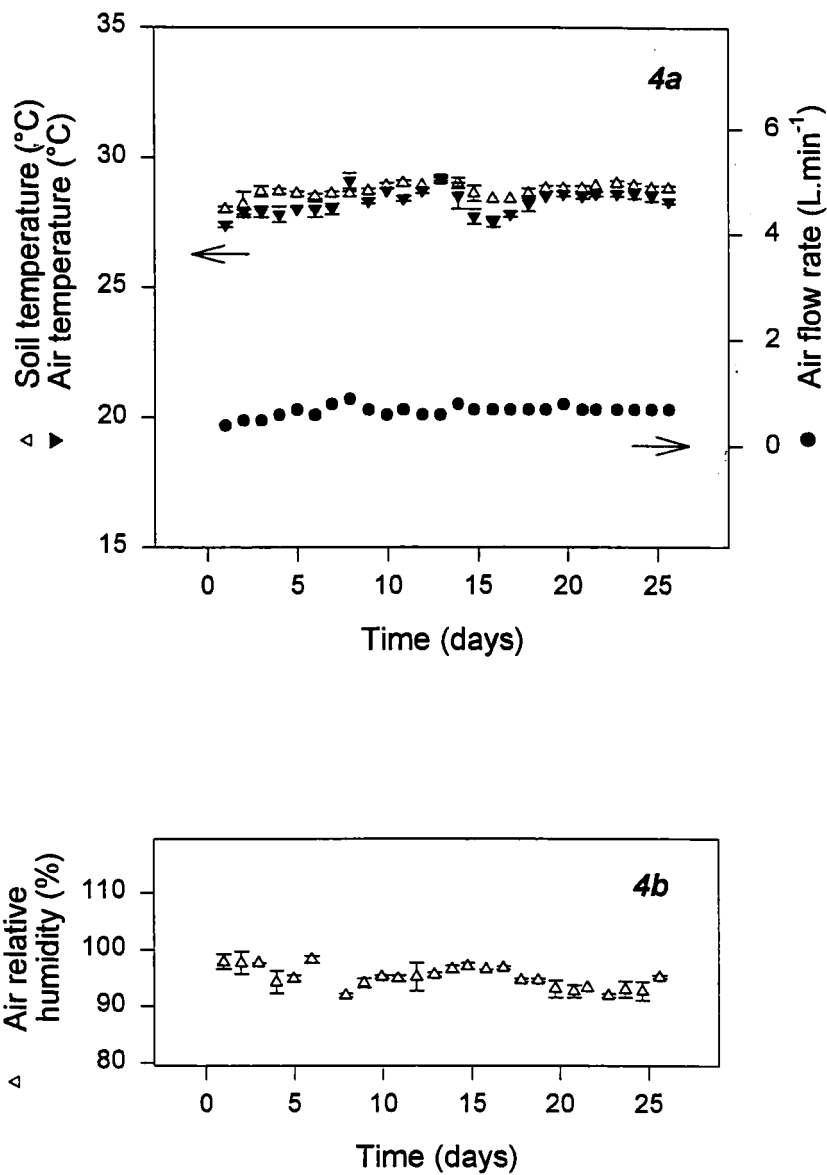 4a
△ Soil temperature (°C)
▼ Air temperature (°C)
35
30
25
20
15
6
4
2
0
● Air flow rate (L.min⁻¹)
0 5 10 15 20 25
Time (days)
4b
△ Air relative
humidity (%)
110
100
90
80
0 5 10 15 20 25
Time (days)